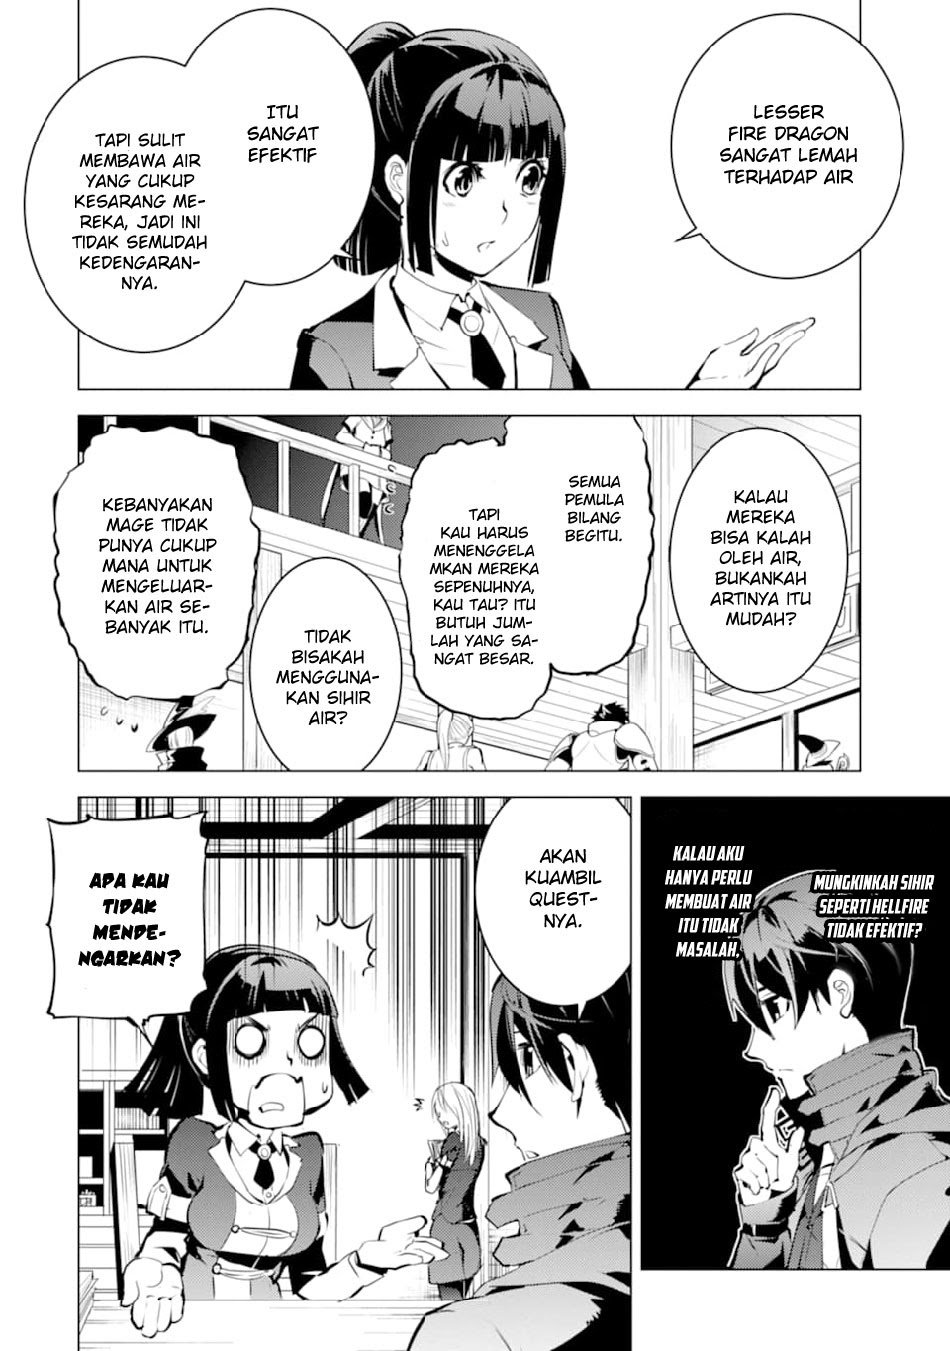 LESSER
FIRE DRAGON
SANGAT LEMAH
TERHADAP AIR
ITU
SANGAT
EFEKTIF
TAPI SULIT
MEMBAWA AIR
YANG CUKUP
KESARANG ME-
REKA, JADI INI
TIDAK SEMUDAH
KEDENGARAN-
NYA.
KALAU
MEREKA
BISA KALAH
OLEH AIR,
BUKANKAH
ARTINYA ITU
MUDAH?
SEMUA
PEMULA
BILANG
BEGITU.
TAPI
KAU HARUS
MENENGGELA
MKAN MEREKA
SEPENUHNYA,
KAU TAU? ITU
BUTUH JUM-
LAH YANG SA-
NGAT BESAR.
TIDAK
BISAKAH
MENGGUNA-
KAN SIHIR
AIR?
KEBANYAKAN
MAGE TIDAK
PUNYA CUKUP
MANA UNTUK
MENGELUAR-
KAN AIR SE-
BANYAK ITU.
MUNGKINKAH SIHIR
SEPERTI HELLFIRE
TIDAK EFEKTIF?
KALAU AKU
HANYA PERLU
MEMBUAT AIR
ITU TIDAK
MASALAH,
AKAN
KUAMBIL
QUEST-
NYA.
APA KAU
TIDAK
MENDE-
NGARKAN?